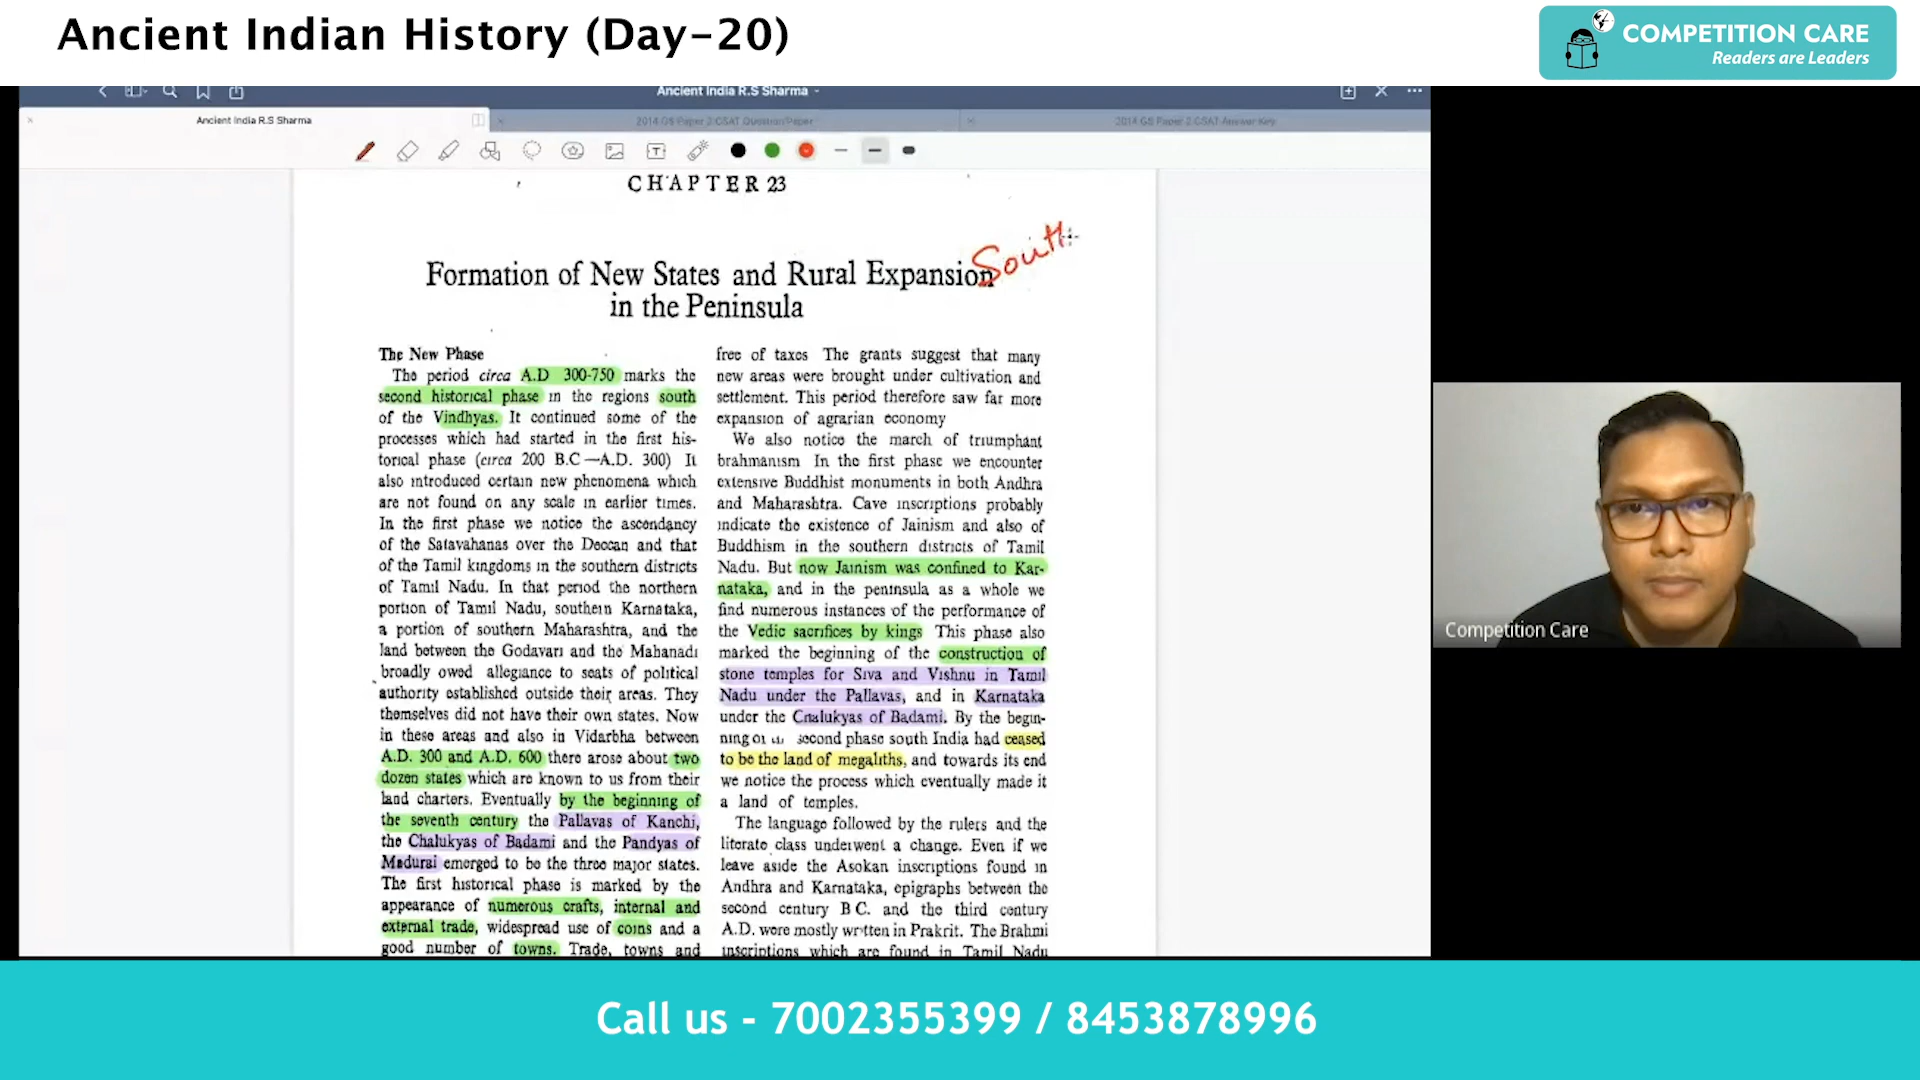 Ancient Indian History (Day-20)
COMPETITION CARE
Readers are Leaders
Ancient India R.S Sharma
Ancient India R.S Sharma
2014 GS Paper 2 CSAT Question Paper
2014 GS Paper 2 CSAT Answer Key
CHAPTER 23
South
Formation of New States and Rural Expansion
in the Peninsula
The New Phase
The period circa A.D 300-750 marks the
second historical phase in the regions south
of the Vindhyas. It continued some of the
processes which had started in the first his-
torical phase (circa 200 B.C—A.D. 300) It
also introduced certain new phenomena which
are not found on any scale in earlier times.
In the first phase we notice the ascendancy
of the Satavahanas over the Deccan and that
of the Tamil kingdoms in the southern districts
of Tamil Nadu. In that period the northern
portion of Tamil Nadu, southern Karnataka,
a portion of southern Maharashtra, and the
land between the Godavari and the Mahanadi
broadly owed allegiance to seats of political
authority established outside their areas. They
themselves did not have their own states. Now
in these areas and also in Vidarbha between
A.D. 300 and A.D. 600 there arose about two
dozen states which are known to us from their
land charters. Eventually by the beginning of
the seventh century the Pallavas of Kanchi,
the Chalukyas of Badami and the Pandyas of
Madurai emerged to be the three major states.
The first historical phase is marked by the
appearance of numerous crafts, internal and
external trade, widespread use of coins and a
good number of towns. Trade, towns and
free of taxes The grants suggest that many
new areas were brought under cultivation and
settlement. This period therefore saw far more
expansion of agrarian economy
We also notice the march of triumphant
brahmanism In the first phase we encounter
extensive Buddhist monuments in both Andhra
and Maharashtra. Cave inscriptions probably
indicate the existence of Jainism and also of
Buddhism in the southern districts of Tamil
Nadu. But now Jainism was confined to Kar-
nataka, and in the peninsula as a whole we
find numerous instances of the performance of
the Vedic sacrifices by kings This phase also
marked the beginning of the construction of
stone temples for Siva and Vishnu in Tamil
Nadu under the Pallavas, and in Karnataka
under the Chalukyas of Badami. By the begin-
ning of second phase south India had ceased
to be the land of megaliths, and towards its end
we notice the process which eventually made it
a land of temples.
The language followed by the rulers and the
literate class underwent a change. Even if we
leave aside the Asokan inscriptions found in
Andhra and Karnataka, epigraphs between the
second century B C. and the third century
A.D. were mostly written in Prakrit. The Brahmi
inscriptions which are found in Tamil Nadu
Competition Care
Call us - 7002355399 / 8453878996